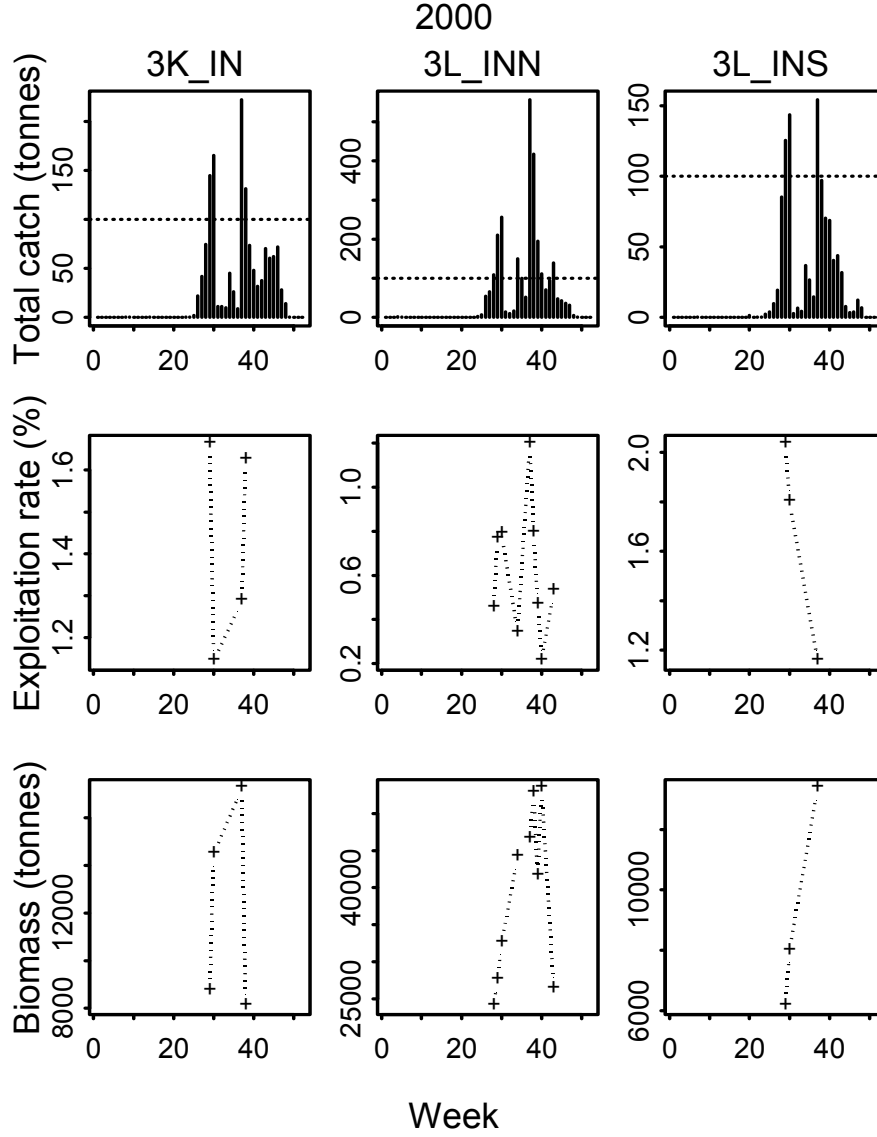 2000
3K_IN 3L_INN 3L_INS
Total catch (tonnes)
0 50 150
0 200 400
0 50 100 150
0 20 40
0 20 40
0 20 40
Exploitation rate (%)
1.2 1.4 1.6
0.2 0.6 1.0
1.2 1.6 2.0
0 20 40
0 20 40
0 20 40
Biomass (tonnes)
8000 12000
25000 40000
6000 10000
0 20 40
0 20 40
0 20 40
Week